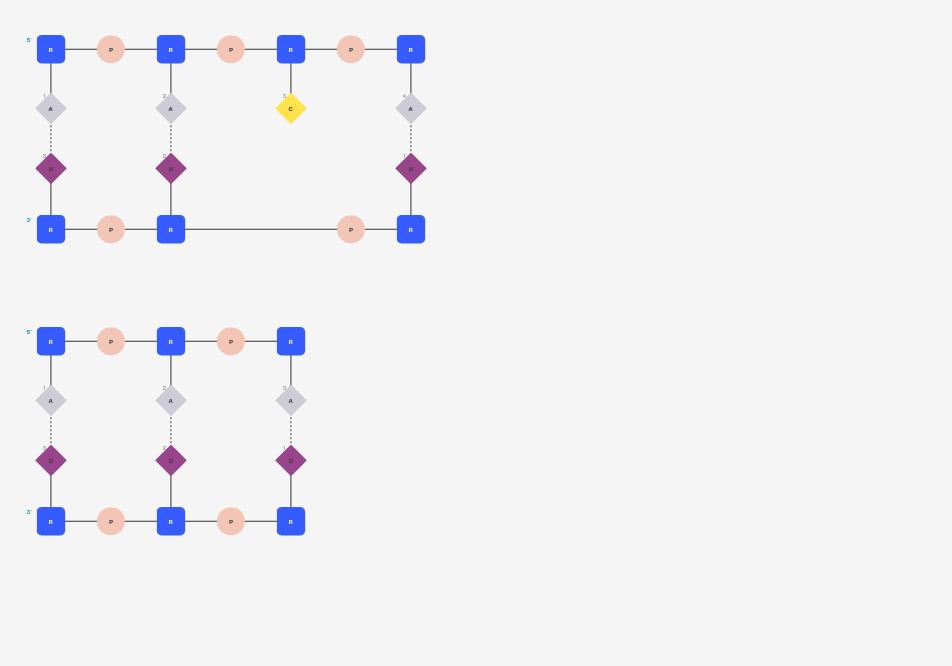 5'
R P R P R P R
1 2 3 4
A A C A
3 2 1
U U U
3'
R P R P R
5'
R P R P R
1 2 3
A A A
3 2 1
U U U
3'
R P R P R